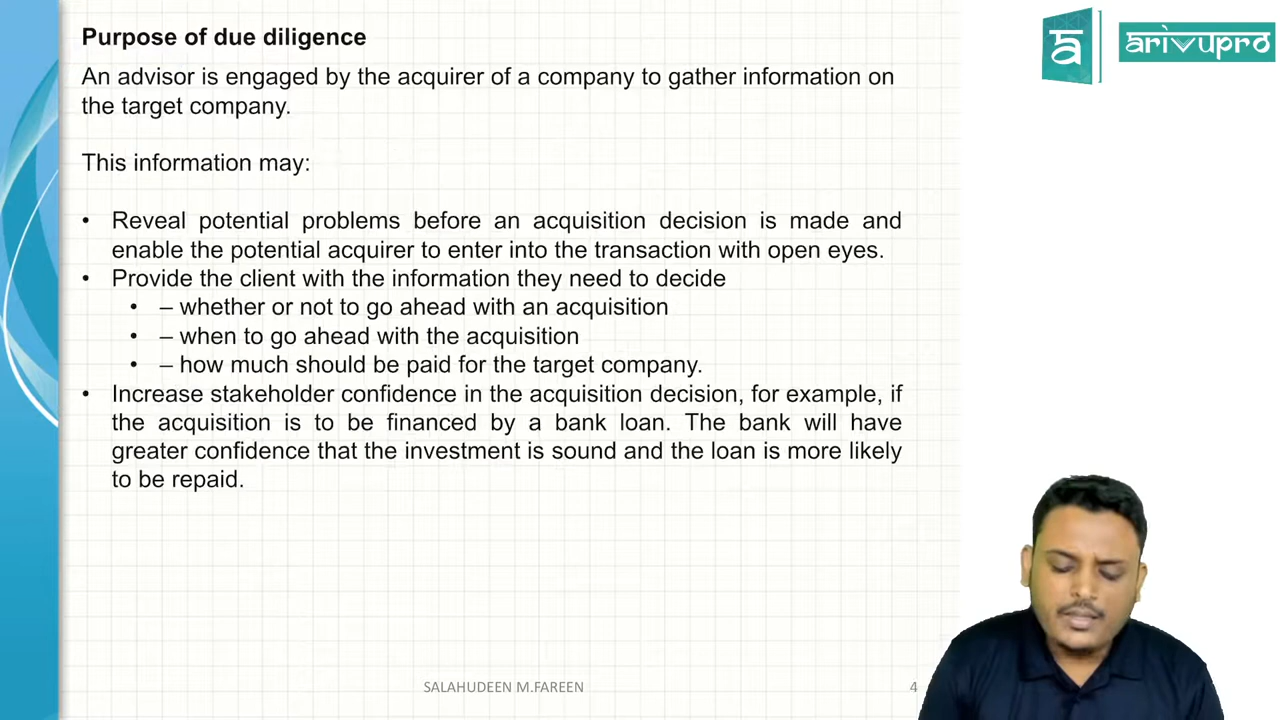 Purpose of due diligence
An advisor is engaged by the acquirer of a company to gather information on
the target company.
This information may:
• Reveal potential problems before an acquisition decision is made and
enable the potential acquirer to enter into the transaction with open eyes.
• Provide the client with the information they need to decide
• – whether or not to go ahead with an acquisition
• – when to go ahead with the acquisition
• – how much should be paid for the target company.
• Increase stakeholder confidence in the acquisition decision, for example, if
the acquisition is to be financed by a bank loan. The bank will have
greater confidence that the investment is sound and the loan is more likely
to be repaid.
SALAHUDEEN M.FAREEN
4
arivupro